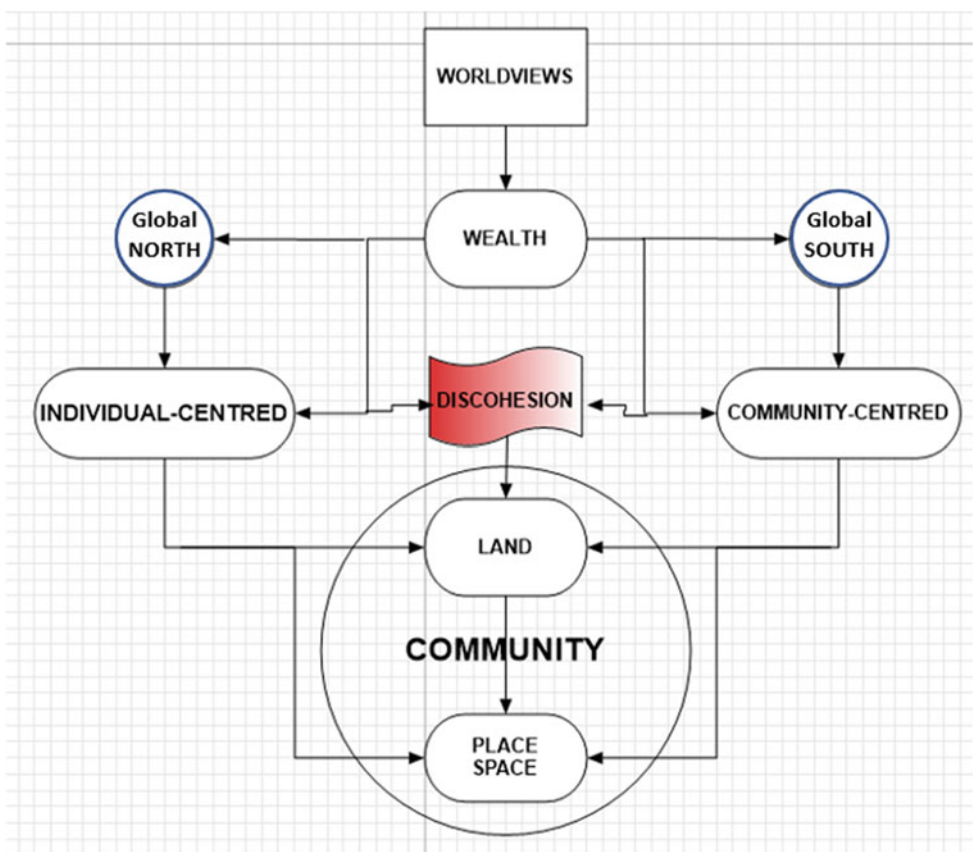 WORLDVIEWS
Global
NORTH
WEALTH
Global
SOUTH
INDIVIDUAL-CENTRED
DISCOHESION
COMMUNITY-CENTRED
LAND
COMMUNITY
PLACE
SPACE